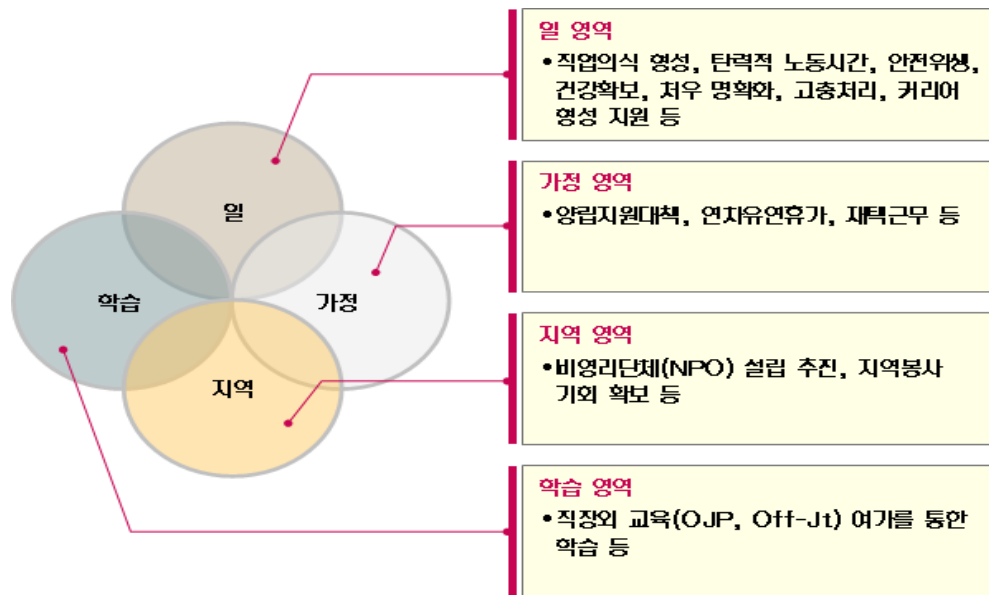 일
학습
가정
지역
일 영역
•직업의식 형성, 탄력적 노동시간, 안전위생,
건강확보, 처우 명확화, 고충처리, 커리어
형성 지원 등
가정 영역
•양립지원대책, 연차유연휴가, 재택근무 등
지역 영역
•비영리단체(NPO) 설립 추진, 지역봉사
기회 확보 등
학습 영역
•직장외 교육(OJP, Off-Jt) 여가를 통한
학습 등